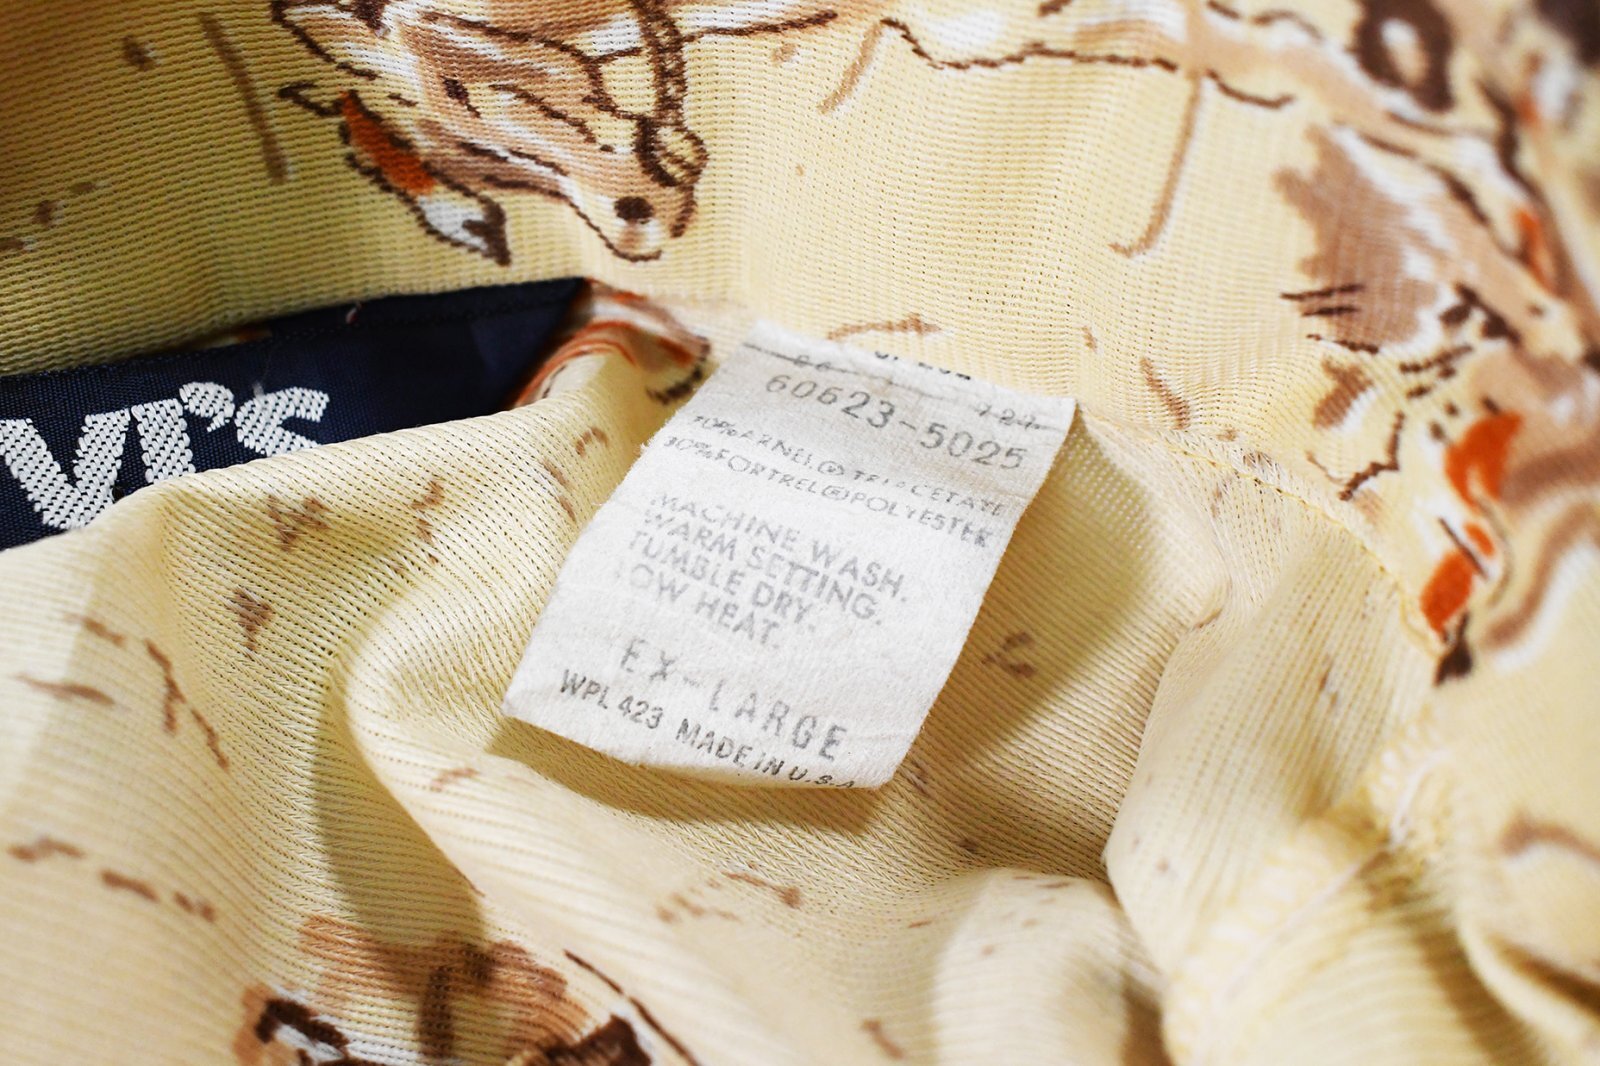 VI'S
60623-5025
70% ARNEL® TRIACETATE
30% FORTREL® POLYESTER
MACHINE WASH.
WARM SETTING.
TUMBLE DRY.
LOW HEAT.
EX-LARGE
WPL 423 MADE IN U.S.A